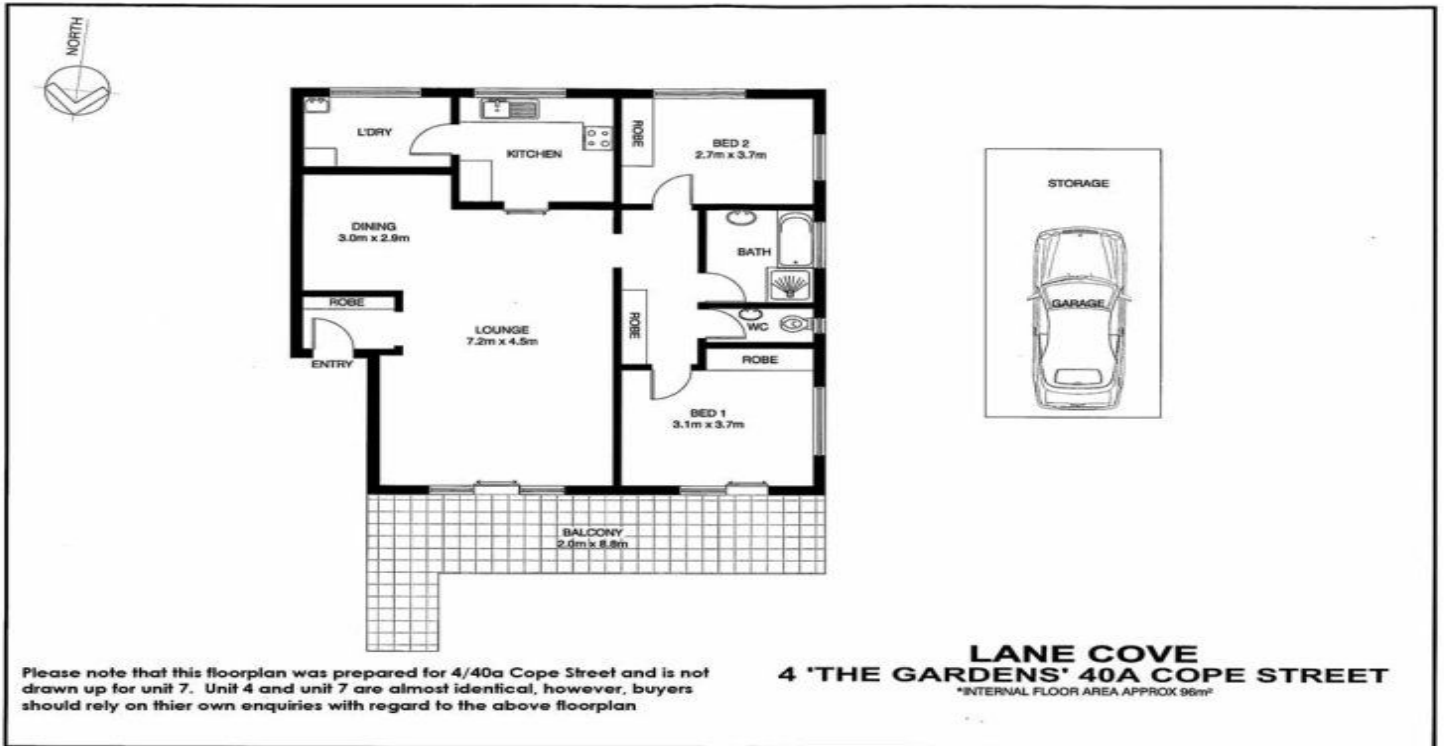 NORTH
L'DRY
KITCHEN
ROBE
BED 2
2.7m x 3.7m
STORAGE
DINING
3.0m x 2.9m
BATH
GARAGE
ROBE
LOUNGE
7.2m x 4.5m
ROBE
WC
ENTRY
ROBE
BED 1
3.1m x 3.7m
BALCONY
2.0m x 8.8m
LANE COVE
4 'THE GARDENS' 40A COPE STREET
*INTERNAL FLOOR AREA APPROX 96m²
Please note that this floorplan was prepared for 4/40a Cope Street and is not
drawn up for unit 7. Unit 4 and unit 7 are almost identical, however, buyers
should rely on thier own enquiries with regard to the above floorplan